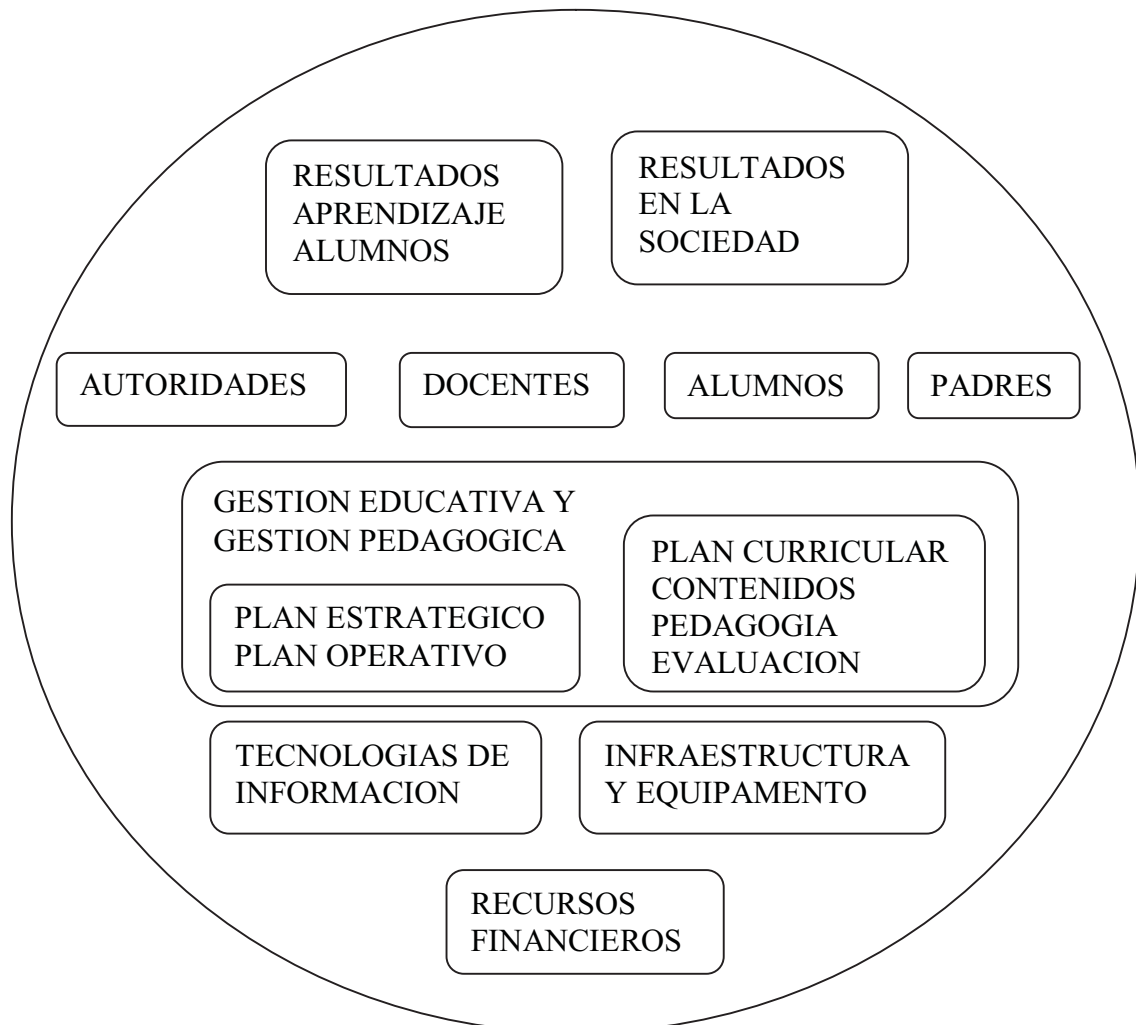 RESULTADOS
APRENDIZAJE
ALUMNOS
RESULTADOS
EN LA
SOCIEDAD
AUTORIDADES
DOCENTES
ALUMNOS
PADRES
GESTION EDUCATIVA Y
GESTION PEDAGOGICA
PLAN ESTRATEGICO
PLAN OPERATIVO
PLAN CURRICULAR
CONTENIDOS
PEDAGOGIA
EVALUACION
TECNOLOGIAS DE
INFORMACION
INFRAESTRUCTURA
Y EQUIPAMENTO
RECURSOS
FINANCIEROS